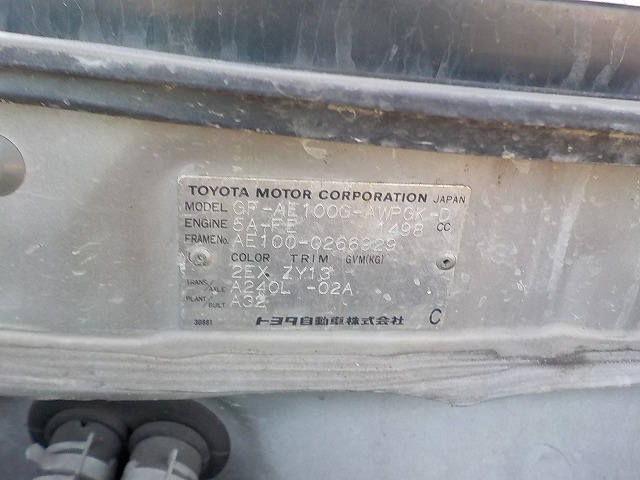 TOYOTA MOTOR CORPORATION JAPAN
MODEL GF-AE100G-AWPGK-D
ENGINE 5A-FE 1498 CC
FRAME No. AE100-0266929
COLOR TRIM GVM(KG)
2EX ZY13
TRANS/AXLE A240L -02A
PLANT/BUILT A32
30881 トヨタ自動車株式会社 C